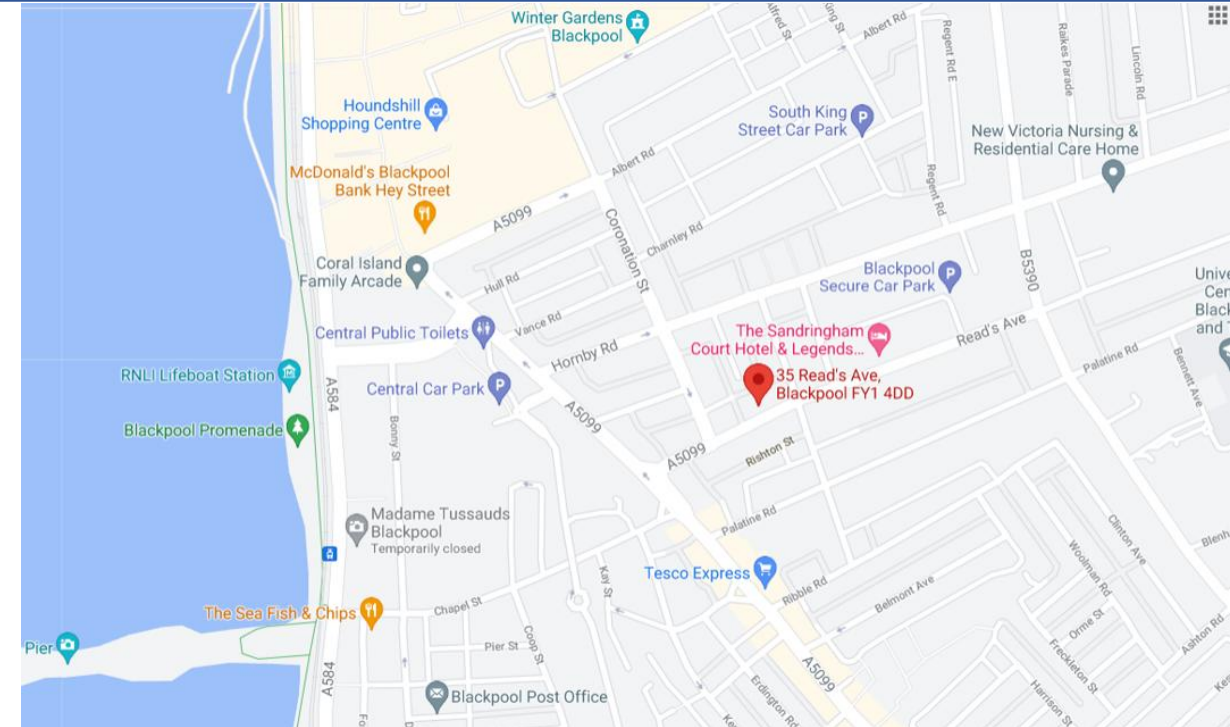 Winter Gardens
Blackpool
Albert Rd
Regent Rd E
Raikes Parade
Lincoln Rd
Houndshill
Shopping Centre
South King
Street Car Park
New Victoria Nursing &
Residential Care Home
McDonald's Blackpool
Bank Hey Street
Albert Rd
A5099
Regent Rd
Coronation St
Charnley Rd
B5390
Coral Island
Family Arcade
Hull Rd
Blackpool
Secure Car Park
Vance Rd
Central Public Toilets
Hornby Rd
The Sandringham
Court Hotel & Legends...
Read's Ave
Palatine Rd
Bennett Ave
RNLI Lifeboat Station
A584
Central Car Park
35 Read's Ave,
Blackpool FY1 4DD
Blackpool Promenade
Bonny St
A5099
A5099
Rishton St
Madame Tussauds
Blackpool
Temporarily closed
Palatine Rd
Clinton Ave
Woolman Rd
Tesco Express
Kay St
Ribble Rd
Belmont Ave
The Sea Fish & Chips
Chapel St
Orme St
Ashton Rd
Pier
Pier St
Coop St
Freckleton St
A584
A5099
Blackpool Post Office
Erdington Rd
Harrison St